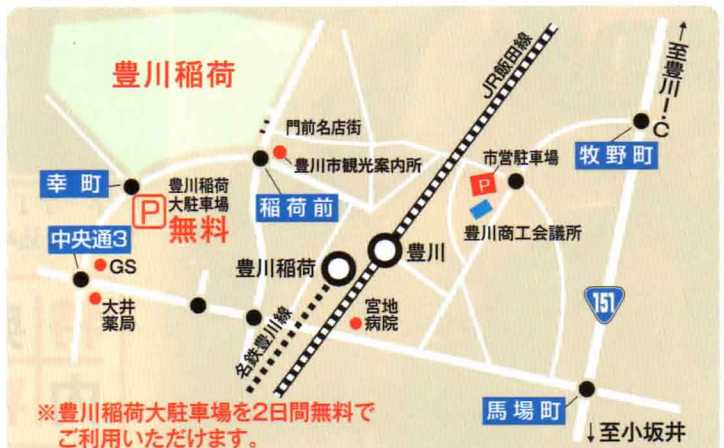 豊川稲荷
JR飯田線
↑至豊川I・C
門前名店街
豊川市観光案内所
市営駐車場
P
牧野町
幸町
豊川稲荷
大駐車場
P 無料
稲荷前
豊川商工会議所
中央通3
GS
豊川稲荷
豊川
大井
薬局
名鉄豊川線
宮地
病院
151
馬場町
↓至小坂井
※豊川稲荷大駐車場を2日間無料で
ご利用いただけます。